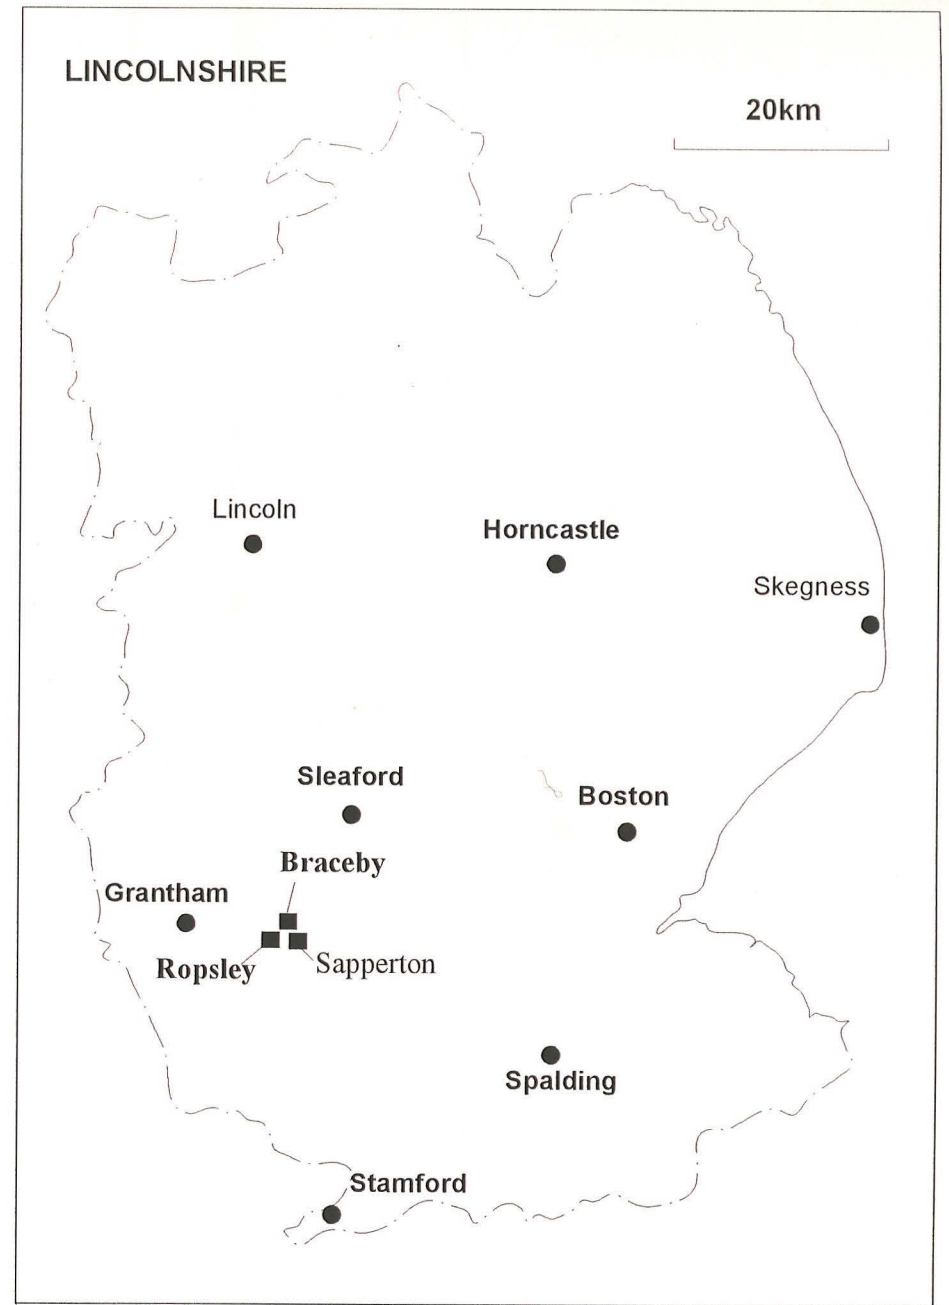 LINCOLNSHIRE
20km
Lincoln
Horncastle
Skegness
Sleaford
Boston
Braceby
Grantham
Ropsley
Sapperton
Spalding
Stamford